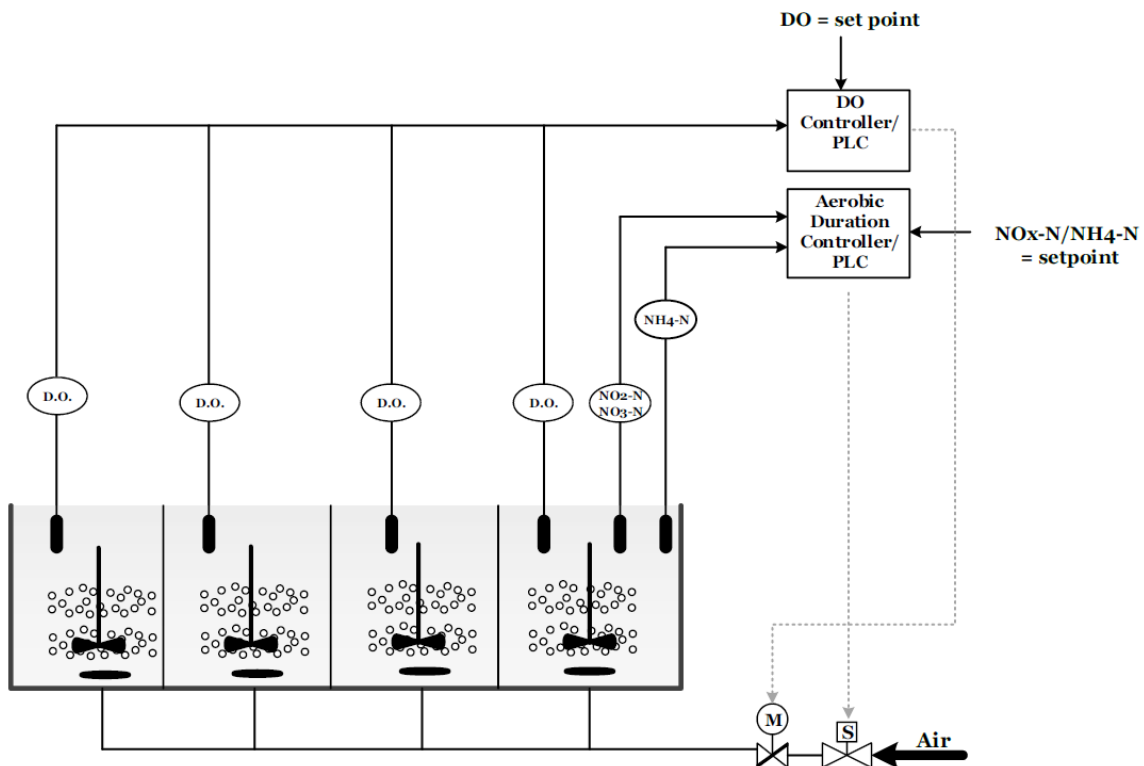 DO = set point
DO
Controller/
PLC
Aerobic
Duration
Controller/
PLC
NOx-N/NH4-N
= setpoint
NH4-N
D.O.
D.O.
D.O.
D.O.
NO2-N
NO3-N
M
S
Air